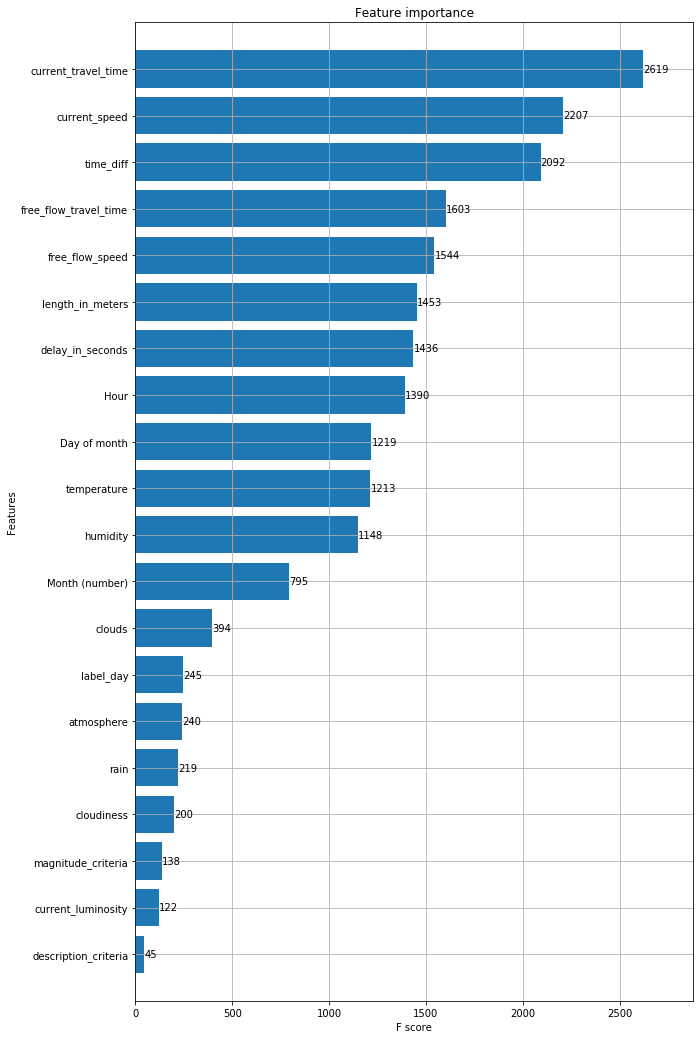 Feature importance
current_travel_time 2619
current_speed 2207
time_diff 2092
free_flow_travel_time 1603
free_flow_speed 1544
length_in_meters 1453
delay_in_seconds 1436
Hour 1390
Day of month 1219
temperature 1213
Features
humidity 1148
Month (number) 795
clouds 394
label_day 245
atmosphere 240
rain 219
cloudiness 200
magnitude_criteria 138
current_luminosity 122
description_criteria 45
0 500 1000 1500 2000 2500
F score